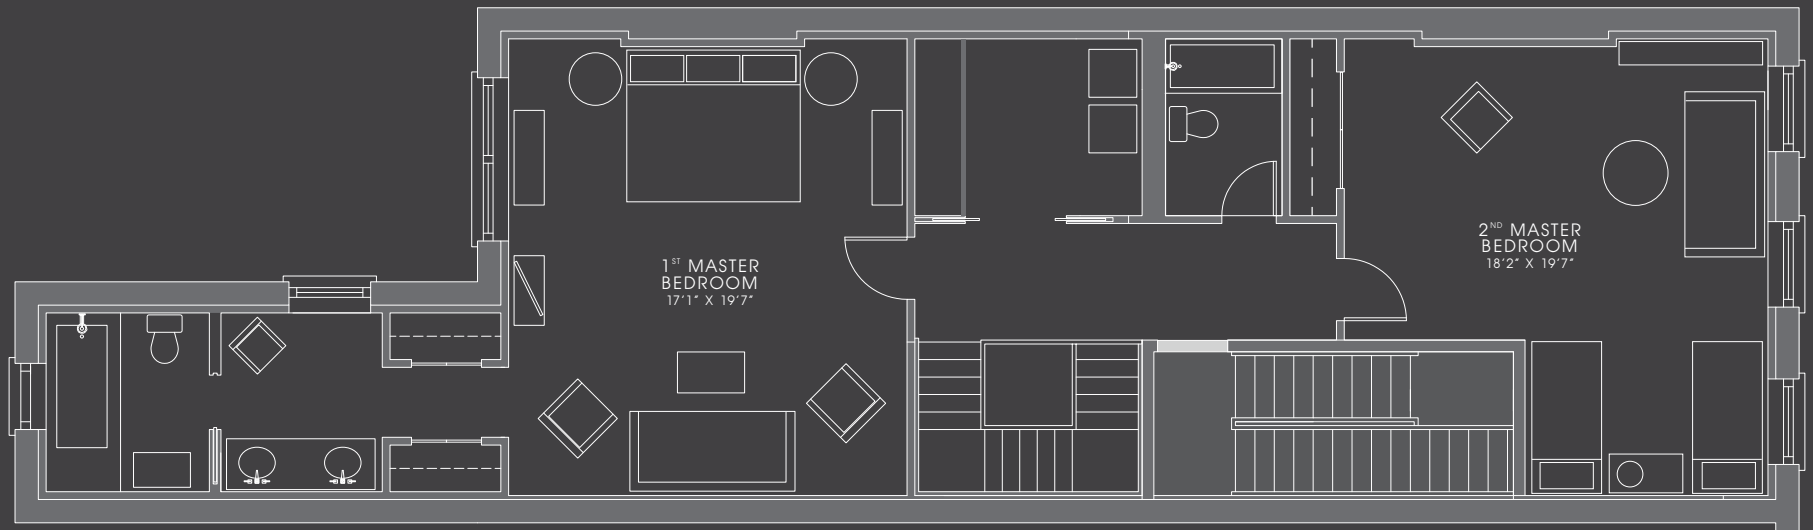 1ST MASTER
BEDROOM
17'1" X 19'7"
2ND MASTER
BEDROOM
18'2" X 19'7"